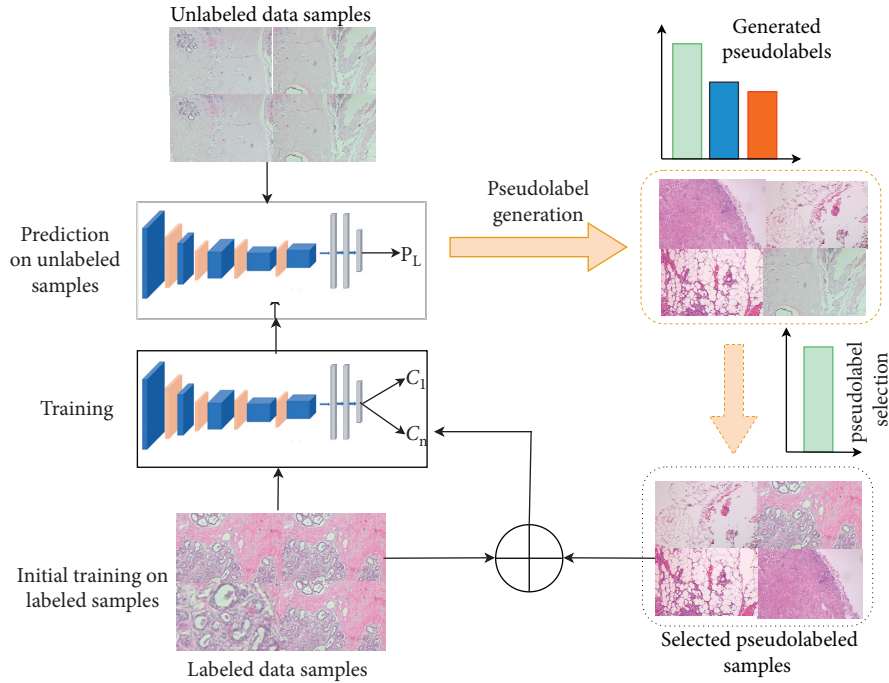 Unlabeled data samples
Generated
pseudolabels
Prediction
on unlabeled
samples
P_L
Pseudolabel
generation
Training
C_1
C_n
pseudolabel
selection
Initial training on
labeled samples
Labeled data samples
Selected pseudolabeled
samples